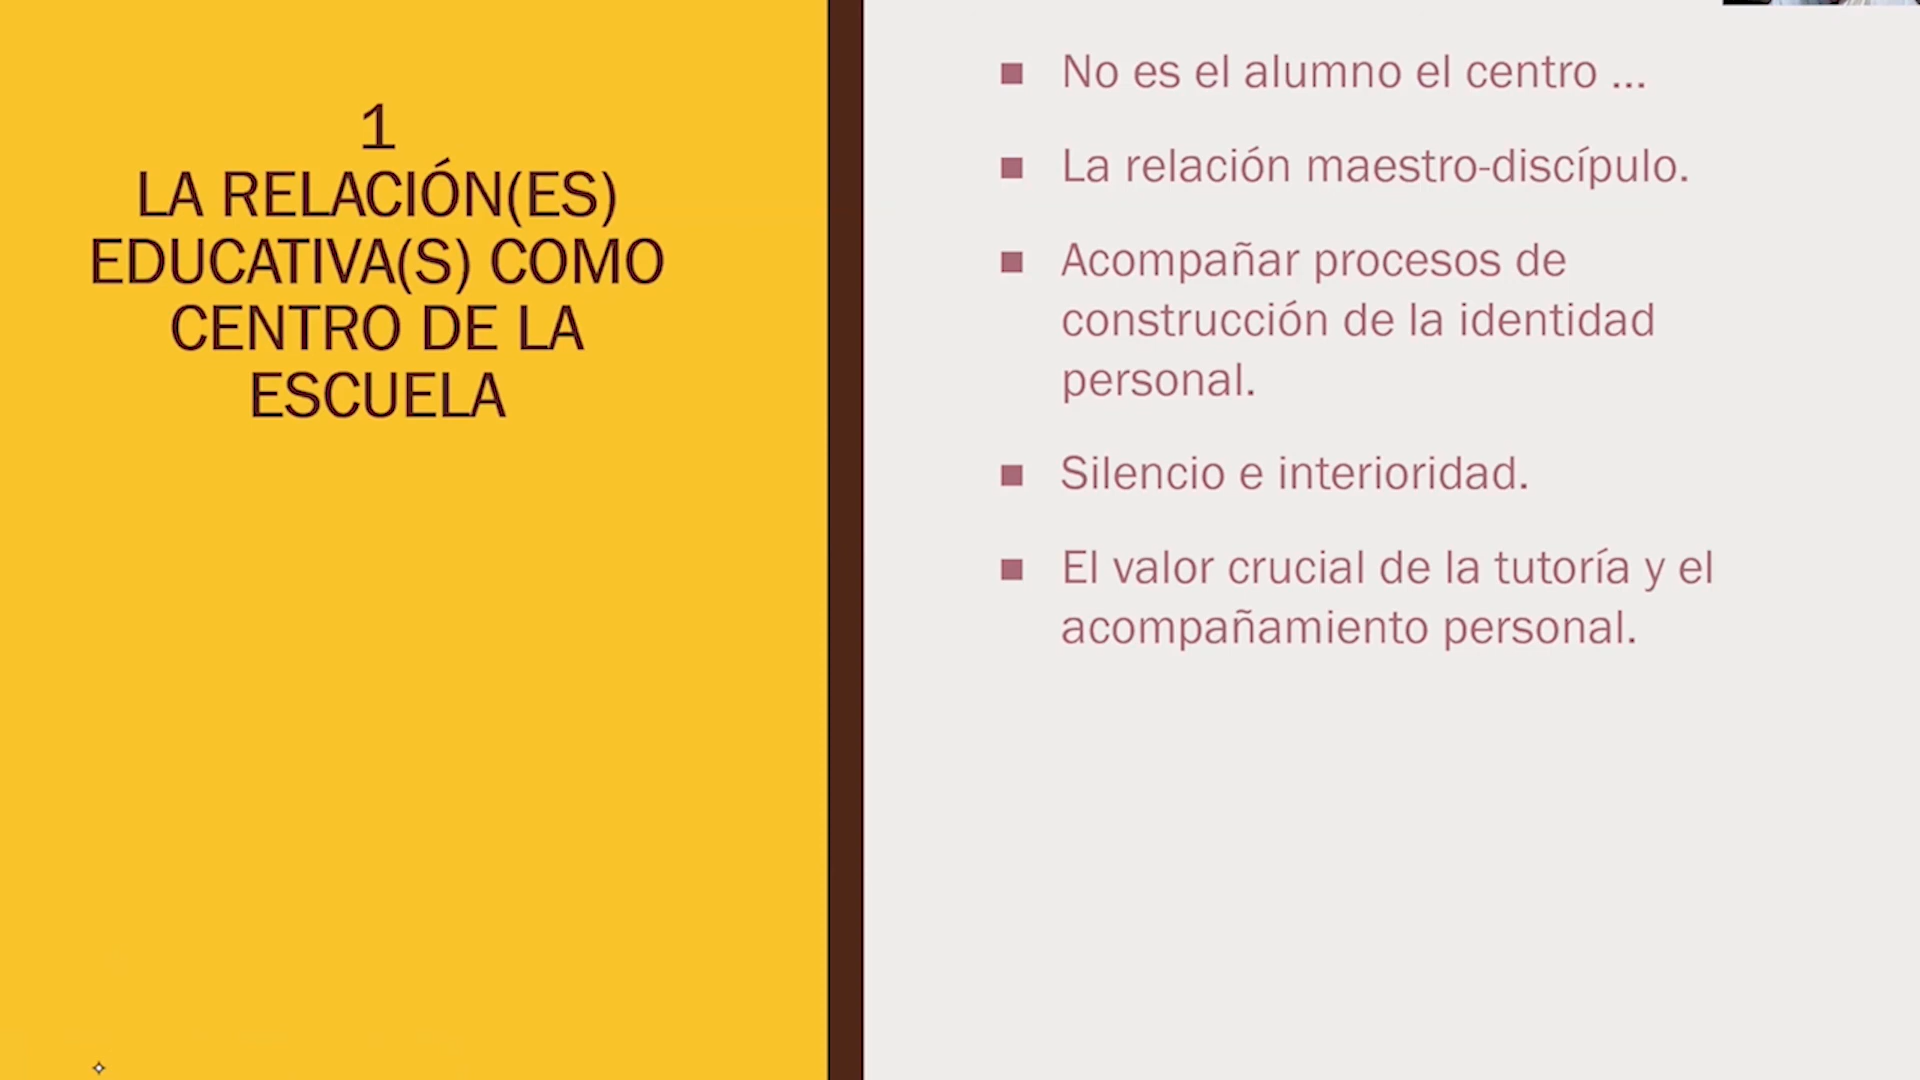 1
LA RELACIÓN(ES)
EDUCATIVA(S) COMO
CENTRO DE LA
ESCUELA
■ No es el alumno el centro ...
■ La relación maestro-discípulo.
■ Acompañar procesos de
construcción de la identidad
personal.
■ Silencio e interioridad.
■ El valor crucial de la tutoría y el
acompañamiento personal.